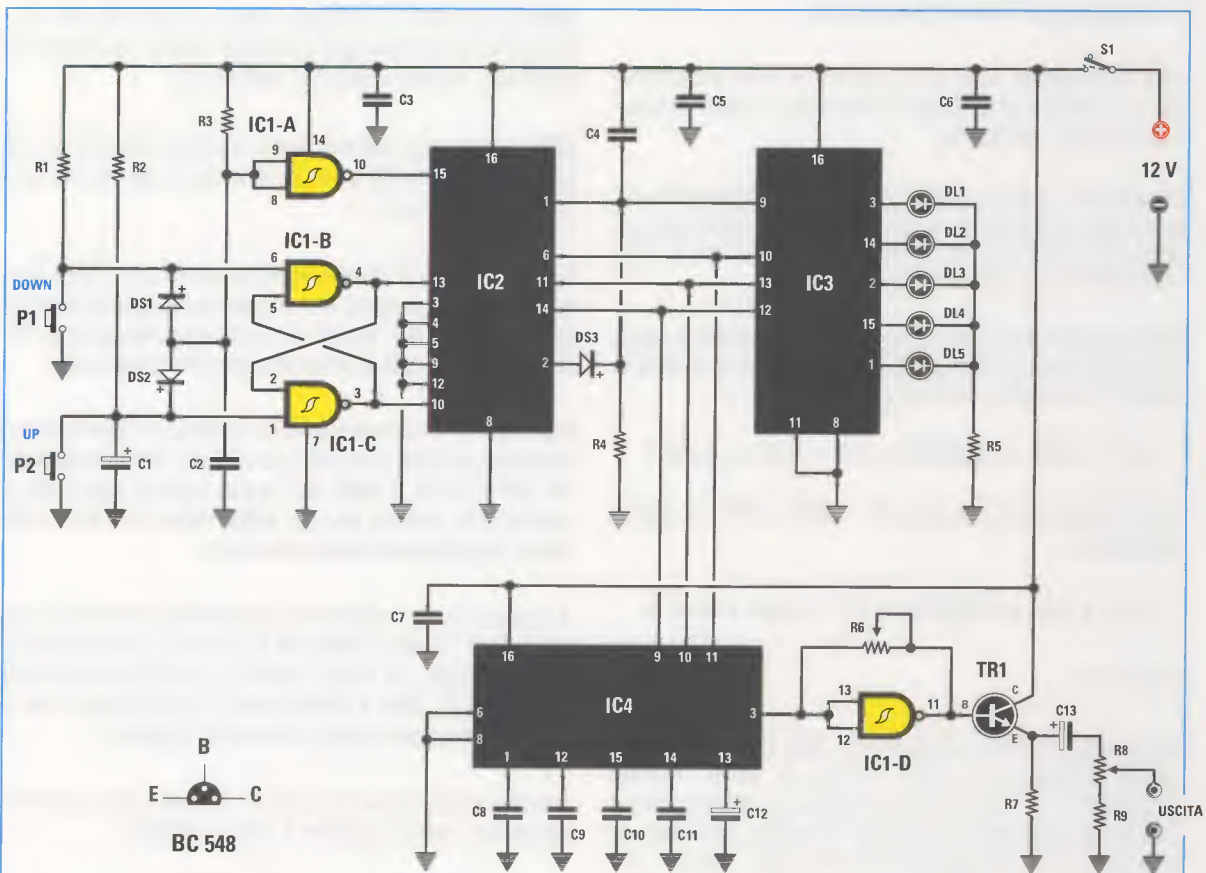 S1
12 V
C3
C5
C6
C4
R1
R2
R3
IC1-A
14
9
8
10
IC1-B
6
5
4
IC1-C
2
1
3
7
DOWN
P1
UP
P2
DS1
DS2
C1
C2
IC2
16
15
13
3
4
5
9
12
10
8
1
6
11
14
2
DS3
R4
IC3
16
9
10
13
12
11
8
3
14
2
15
1
DL1
DL2
DL3
DL4
DL5
R5
C7
IC4
16
9
10
11
6
8
3
1
12
15
14
13
C8
C9
C10
C11
C12
R6
13
12
11
IC1-D
TR1
B
C
E
C13
R7
R8
R9
USCITA
B
E
C
BC 548